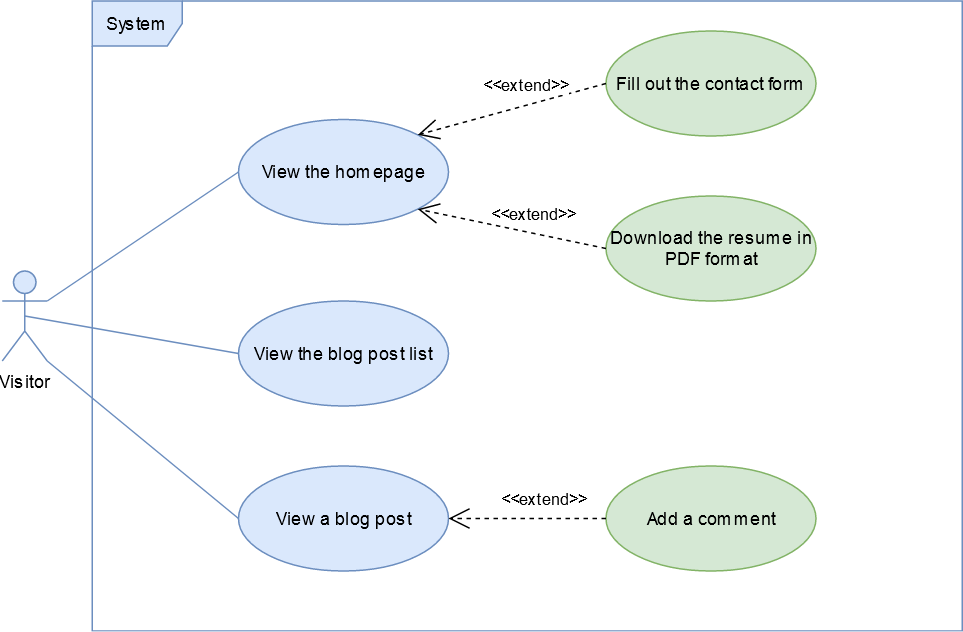 System
<<extend>>
Fill out the contact form
View the homepage
<<extend>>
Download the resume in
PDF format
View the blog post list
Visitor
View a blog post
<<extend>>
Add a comment